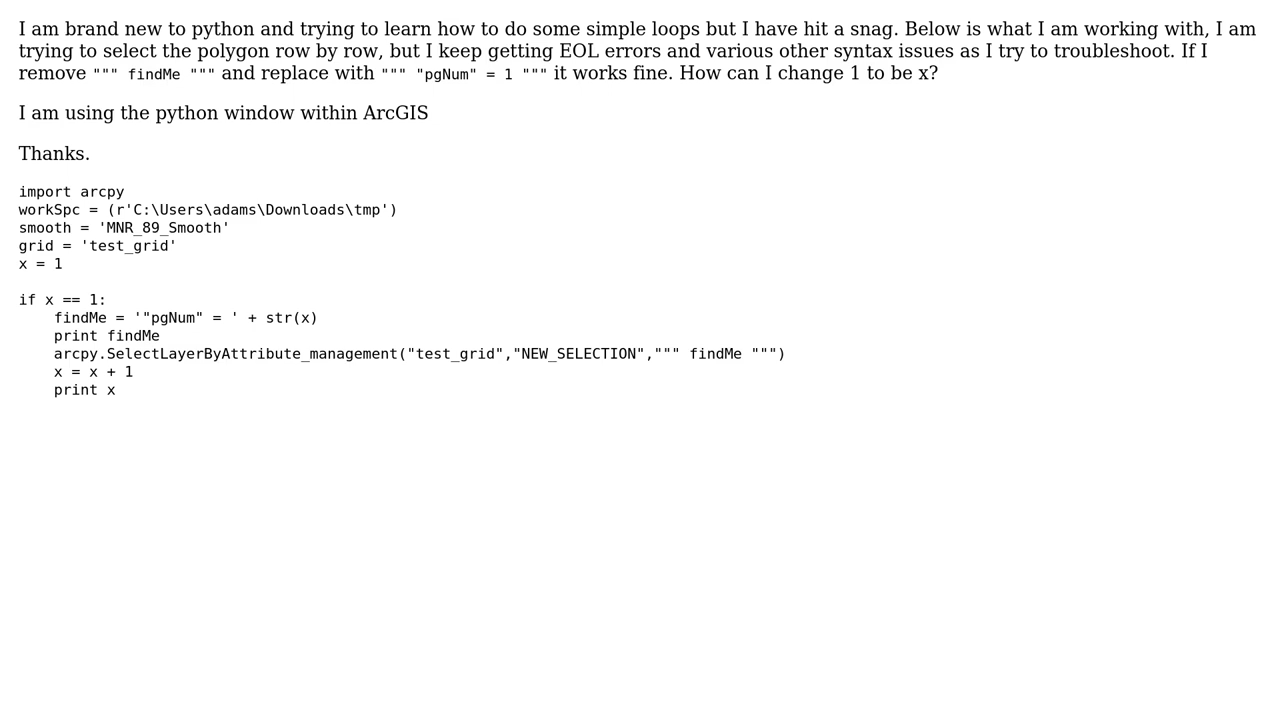 I am brand new to python and trying to learn how to do some simple loops but I have hit a snag. Below is what I am working with, I am
trying to select the polygon row by row, but I keep getting EOL errors and various other syntax issues as I try to troubleshoot. If I
remove """ findMe """ and replace with """ "pgNum" = 1 """ it works fine. How can I change 1 to be x?
I am using the python window within ArcGIS
Thanks.
import arcpy
workSpc = (r'C:\Users\adams\Downloads\tmp')
smooth = 'MNR_89_Smooth'
grid = 'test_grid'
x = 1
if x == 1:
    findMe = '"pgNum" = ' + str(x)
    print findMe
    arcpy.SelectLayerByAttribute_management("test_grid","NEW_SELECTION",""" findMe """)
    x = x + 1
    print x